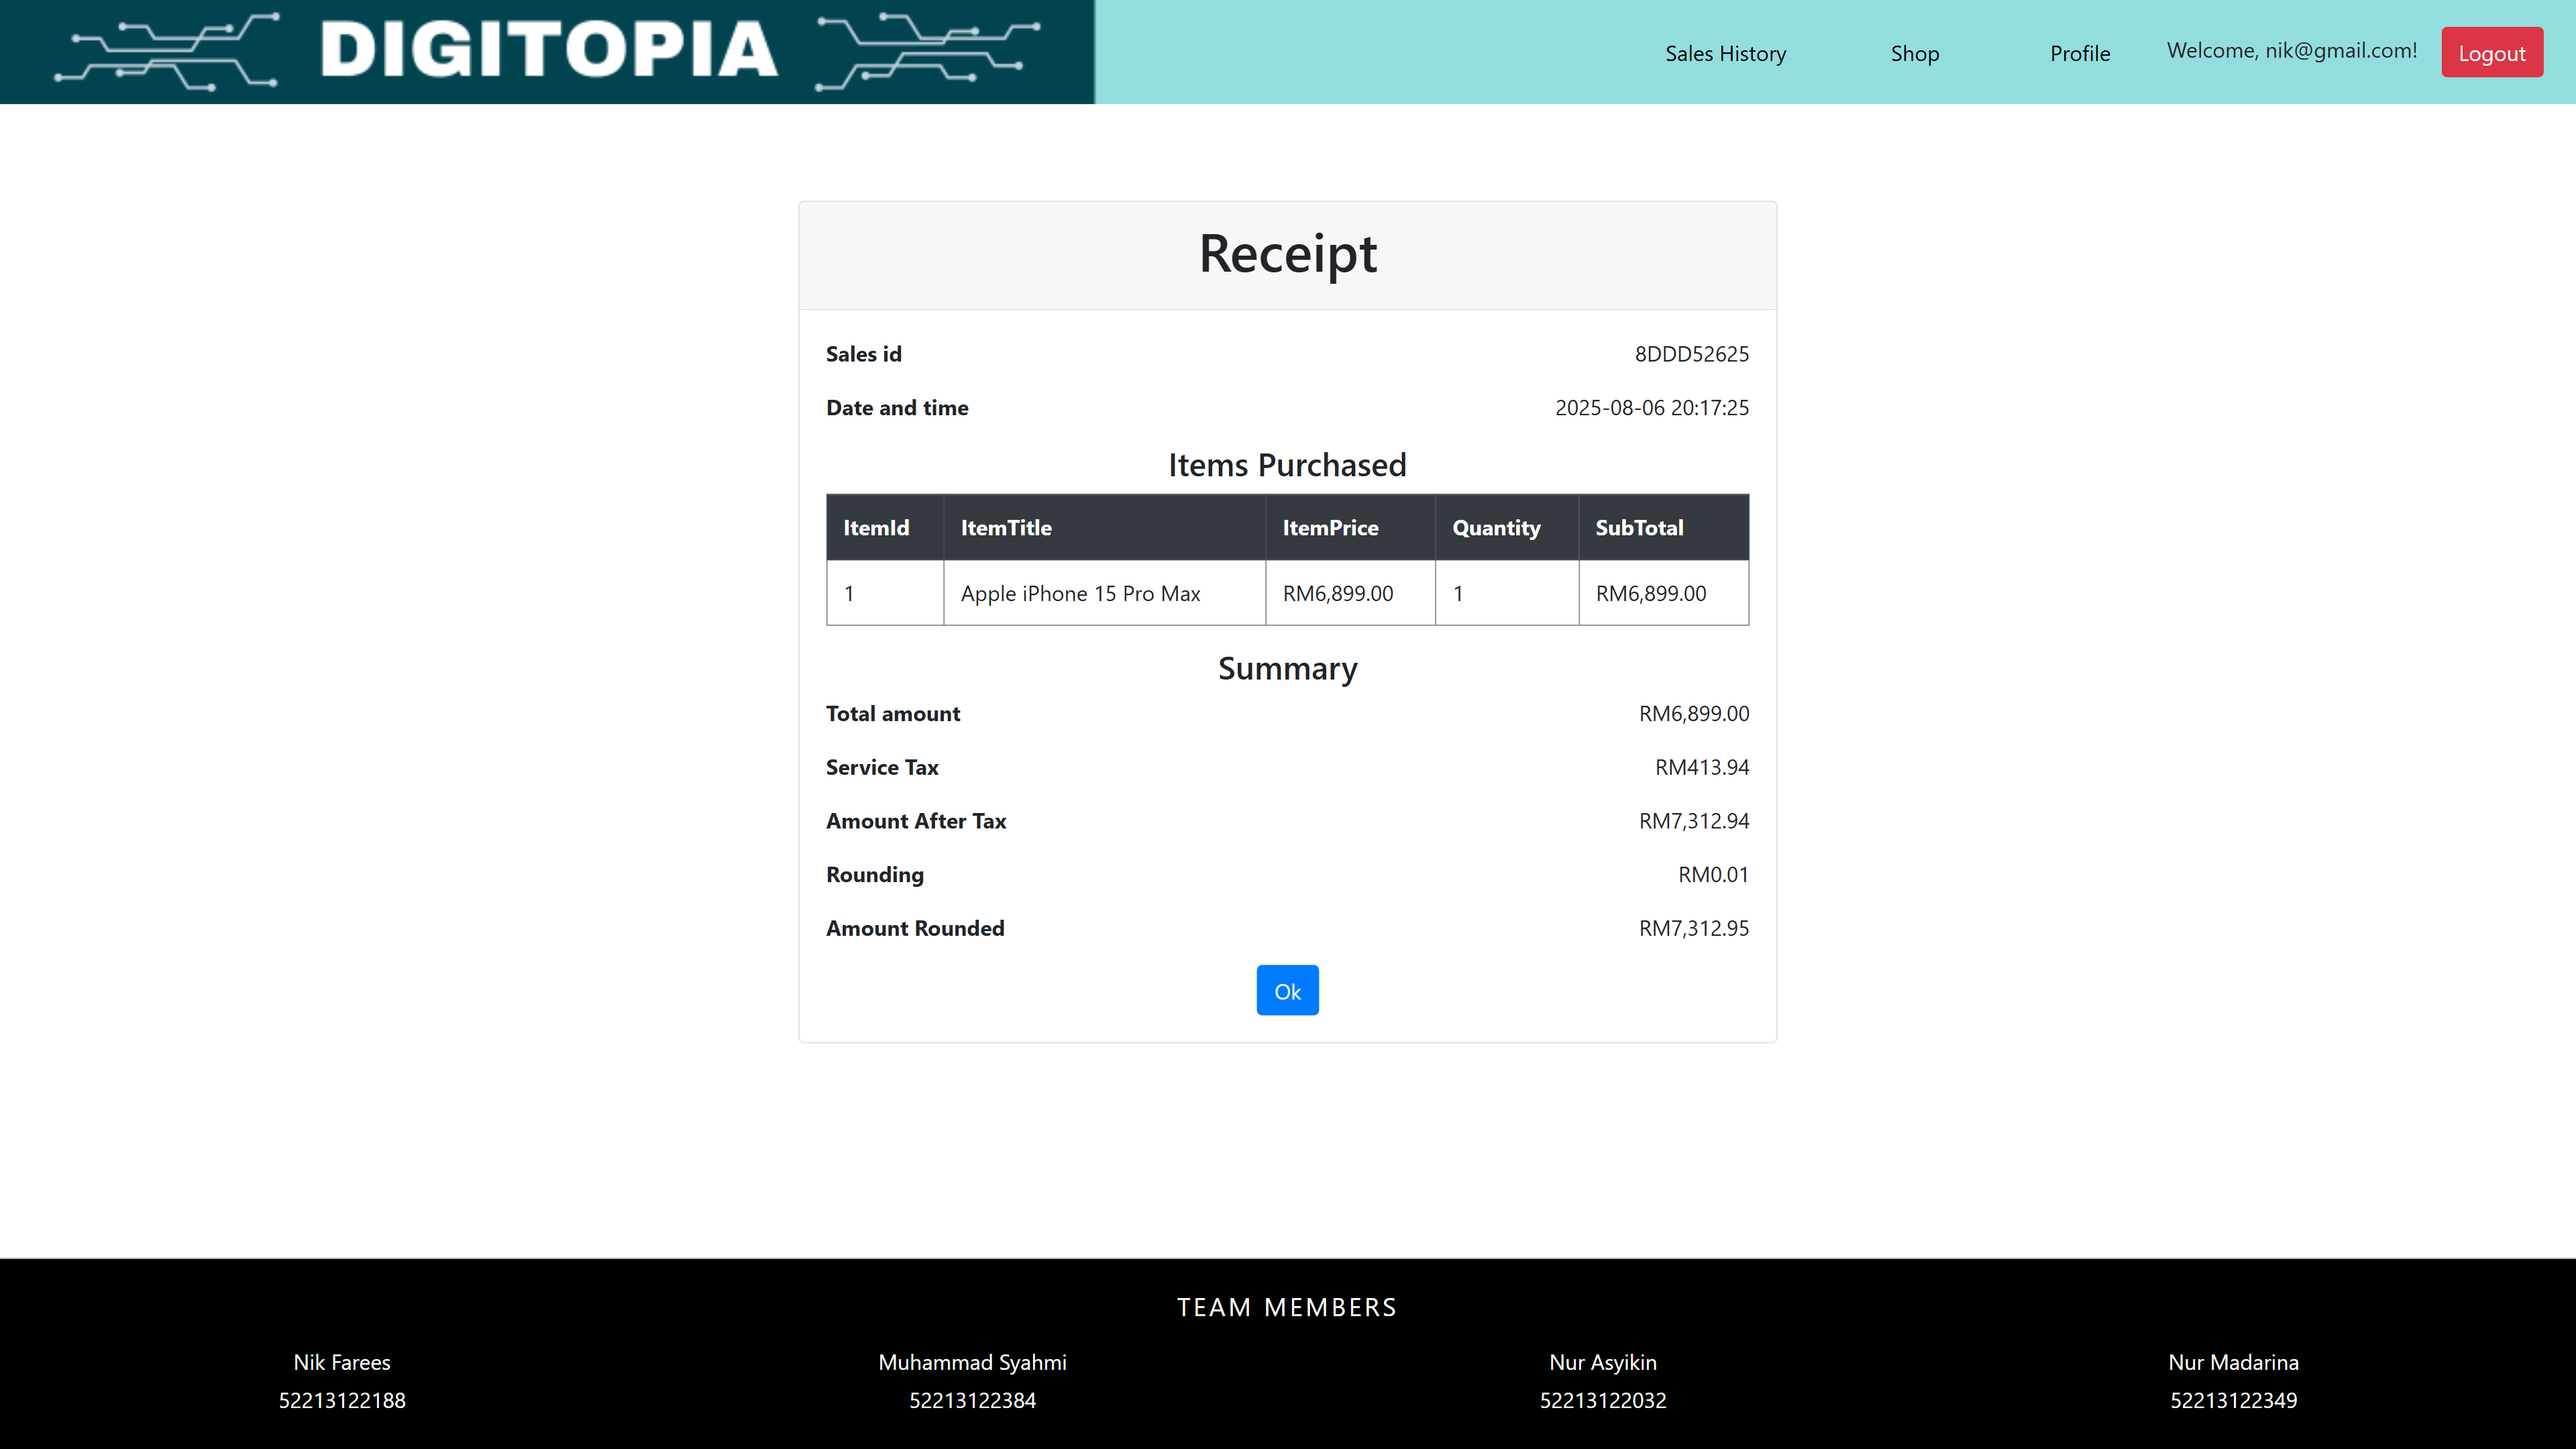 DIGITOPIA
Sales History Shop Profile Welcome, nik@gmail.com! Logout
Receipt
Sales id 8DDD52625
Date and time 2025-08-06 20:17:25
Items Purchased
ItemId ItemTitle ItemPrice Quantity SubTotal
1 Apple iPhone 15 Pro Max RM6,899.00 1 RM6,899.00
Summary
Total amount RM6,899.00
Service Tax RM413.94
Amount After Tax RM7,312.94
Rounding RM0.01
Amount Rounded RM7,312.95
Ok
TEAM MEMBERS
Nik Farees Muhammad Syahmi Nur Asyikin Nur Madarina
52213122188 52213122384 52213122032 52213122349